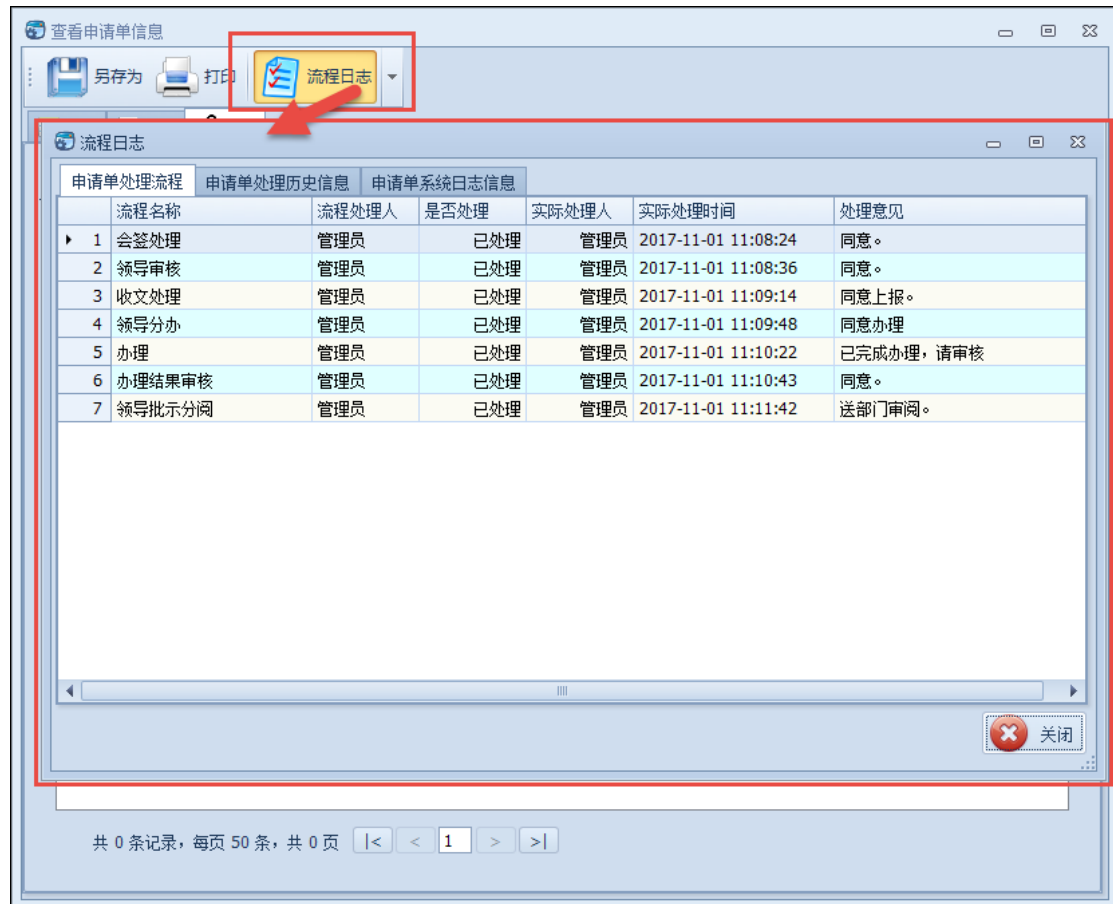 查看申请单信息
另存为 打印 流程日志
流程日志
申请单处理流程 申请单处理历史信息 申请单系统日志信息
流程名称 流程处理人 是否处理 实际处理人 实际处理时间 处理意见
1 会签处理 管理员 已处理 管理员 2017-11-01 11:08:24 同意。
2 领导审核 管理员 已处理 管理员 2017-11-01 11:08:36 同意。
3 收文处理 管理员 已处理 管理员 2017-11-01 11:09:14 同意上报。
4 领导分办 管理员 已处理 管理员 2017-11-01 11:09:48 同意办理
5 办理 管理员 已处理 管理员 2017-11-01 11:10:22 已完成办理，请审核
6 办理结果审核 管理员 已处理 管理员 2017-11-01 11:10:43 同意。
7 领导批示分阅 管理员 已处理 管理员 2017-11-01 11:11:42 送部门审阅。
关闭
共 0 条记录，每页 50 条，共 0 页 |< < 1 > >|